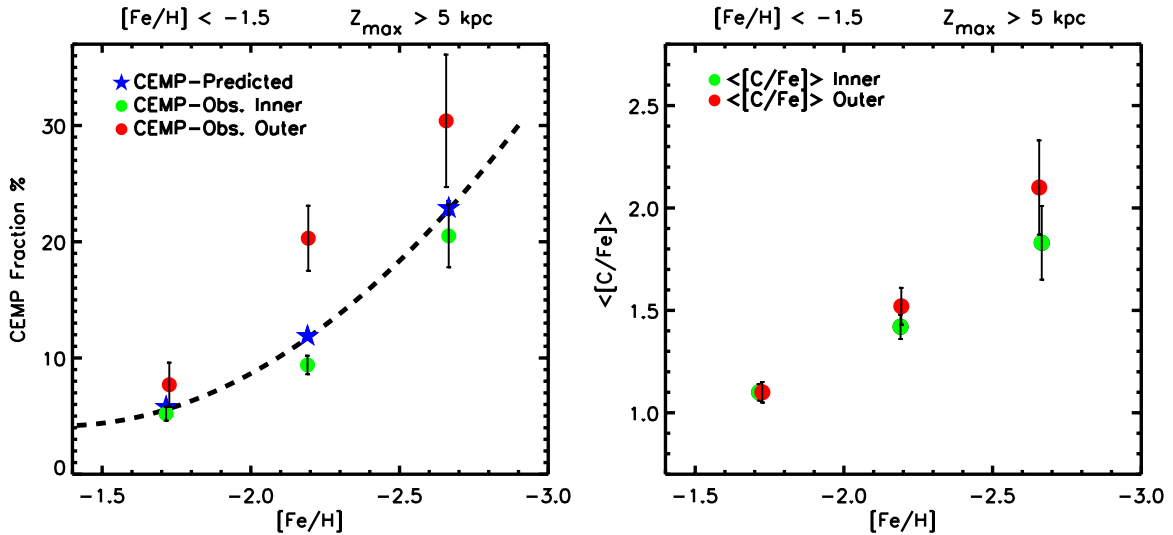 [Fe/H] < −1.5 Z_max > 5 kpc
CEMP−Predicted
CEMP−Obs. Inner
CEMP−Obs. Outer
CEMP Fraction %
30
20
10
0
−1.5 −2.0 −2.5 −3.0
[Fe/H]
[Fe/H] < −1.5 Z_max > 5 kpc
<[C/Fe]> Inner
<[C/Fe]> Outer
<[C/Fe]>
2.5
2.0
1.5
1.0
−1.5 −2.0 −2.5 −3.0
[Fe/H]